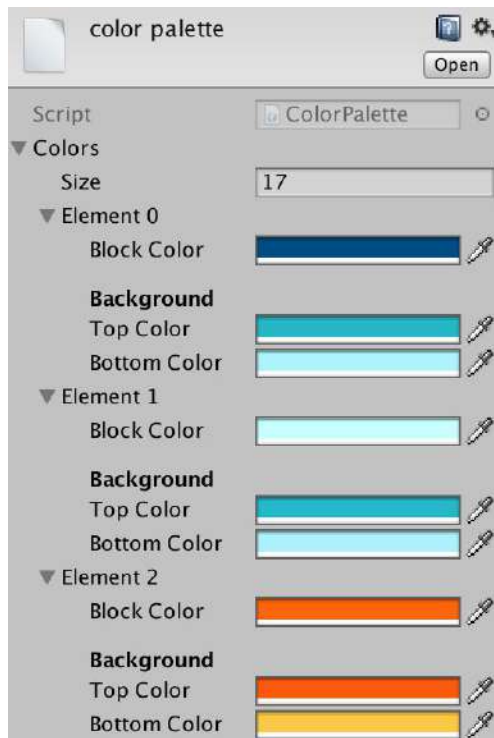 color palette
Open
Script ColorPalette
Colors
Size 17
Element 0
Block Color
Background
Top Color
Bottom Color
Element 1
Block Color
Background
Top Color
Bottom Color
Element 2
Block Color
Background
Top Color
Bottom Color